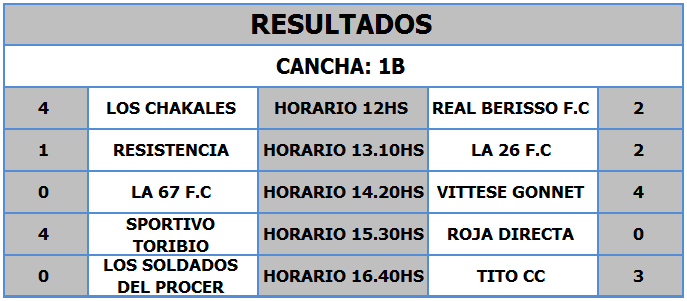 RESULTADOS
CANCHA: 1B
4 LOS CHAKALES HORARIO 12HS REAL BERISSO F.C 2
1 RESISTENCIA HORARIO 13.10HS LA 26 F.C 2
0 LA 67 F.C HORARIO 14.20HS VITTESE GONNET 4
4 SPORTIVO TORIBIO HORARIO 15.30HS ROJA DIRECTA 0
0 LOS SOLDADOS DEL PROCER HORARIO 16.40HS TITO CC 3